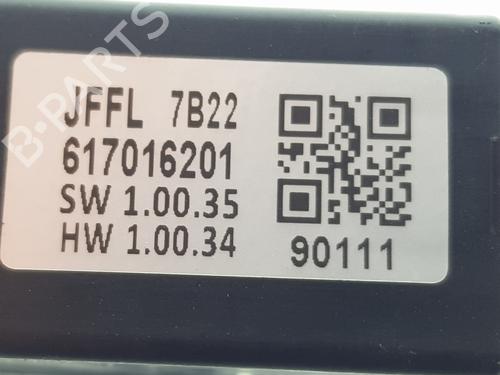 JFFL 7B22
617016201
SW 1.00.35
HW 1.00.34
90111
B-PARTS